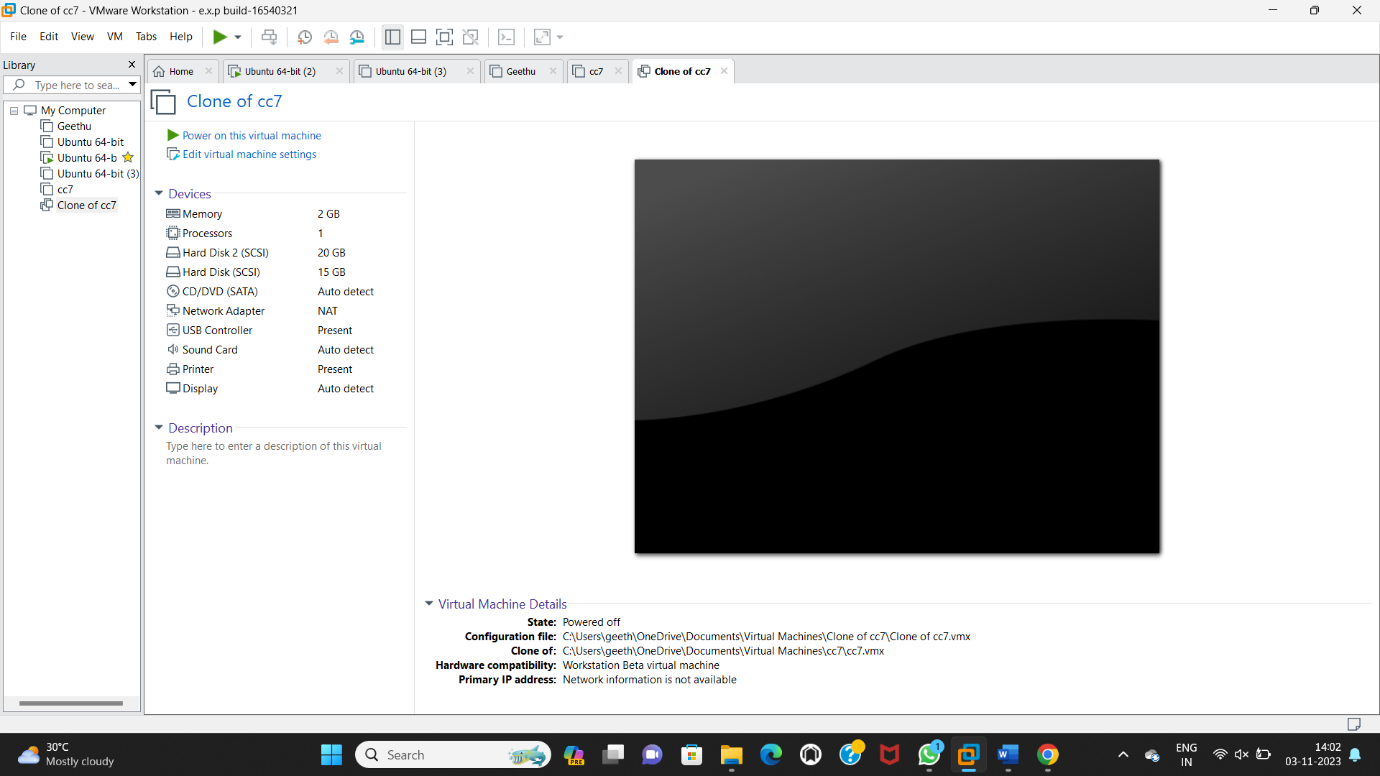 Clone of cc7 - VMware Workstation - e.x.p build-16540321
File Edit View VM Tabs Help
Library
Type here to sea...
My Computer
Geethu
Ubuntu 64-bit
Ubuntu 64-b
Ubuntu 64-bit (3)
cc7
Clone of cc7
Home Ubuntu 64-bit (2) Ubuntu 64-bit (3) Geethu cc7 Clone of cc7
Clone of cc7
Power on this virtual machine
Edit virtual machine settings
Devices
Memory 2 GB
Processors 1
Hard Disk 2 (SCSI) 20 GB
Hard Disk (SCSI) 15 GB
CD/DVD (SATA) Auto detect
Network Adapter NAT
USB Controller Present
Sound Card Auto detect
Printer Present
Display Auto detect
Description
Type here to enter a description of this virtual
machine.
Virtual Machine Details
State: Powered off
Configuration file: C:\Users\geeth\OneDrive\Documents\Virtual Machines\Clone of cc7\Clone of cc7.vmx
Clone of: C:\Users\geeth\OneDrive\Documents\Virtual Machines\cc7\cc7.vmx
Hardware compatibility: Workstation Beta virtual machine
Primary IP address: Network information is not available
30°C
Mostly cloudy
Search
PRE
1
ENG
IN
14:02
03-11-2023